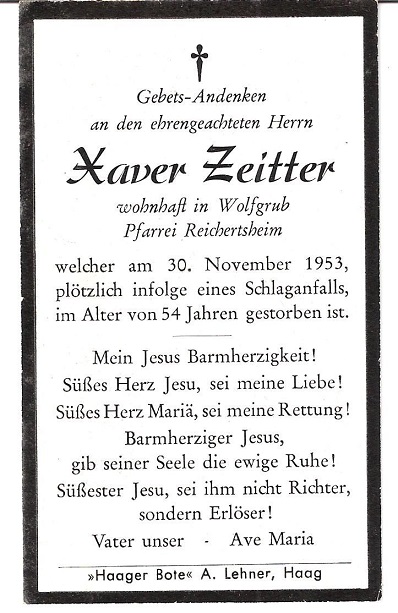 Gebets-Andenken
an den ehrengeachteten Herrn
Xaver Zeitter
wohnhaft in Wolfgrub
Pfarrei Reichertsheim
welcher am 30. November 1953,
plötzlich infolge eines Schlaganfalls,
im Alter von 54 Jahren gestorben ist.
Mein Jesus Barmherzigkeit!
Süßes Herz Jesu, sei meine Liebe!
Süßes Herz Mariä, sei meine Rettung!
Barmherziger Jesus,
gib seiner Seele die ewige Ruhe!
Süßester Jesu, sei ihm nicht Richter,
sondern Erlöser!
Vater unser - Ave Maria
»Haager Bote« A. Lehner, Haag